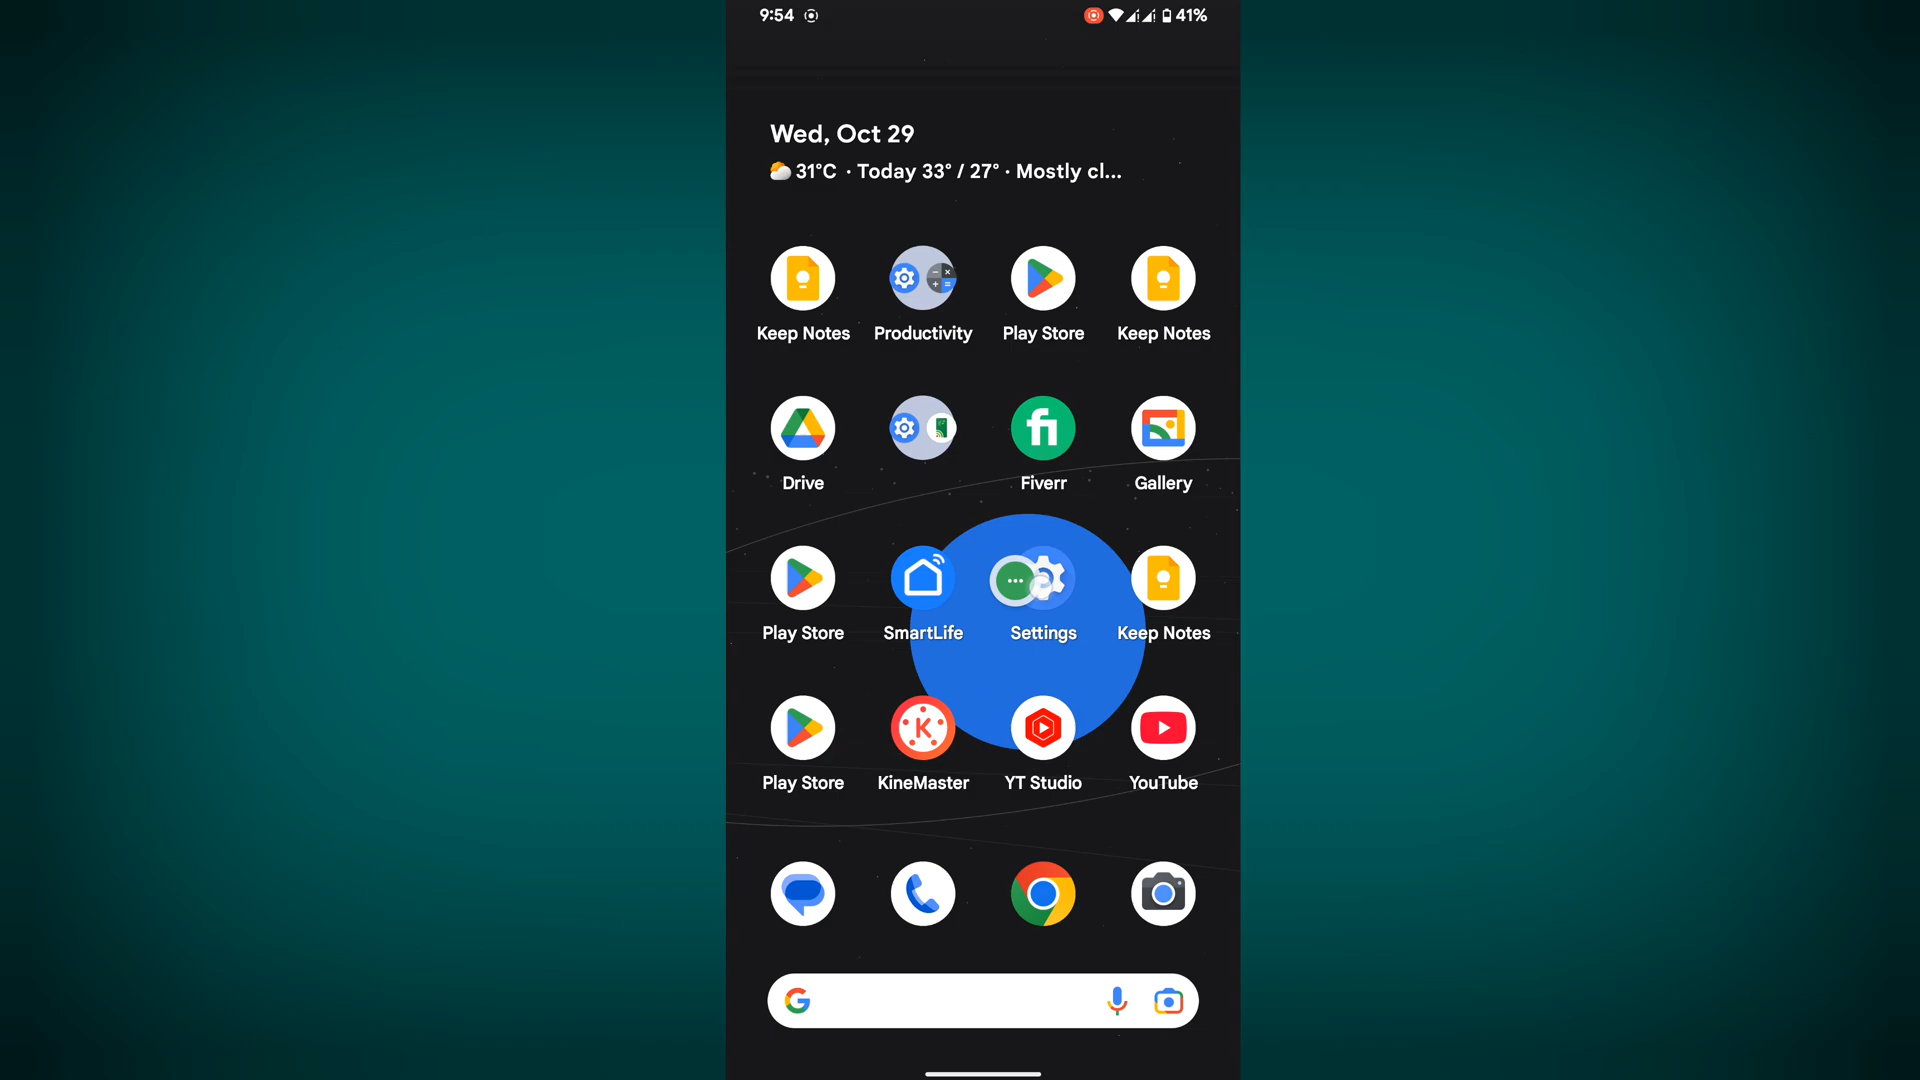 9:54 41%
Wed, Oct 29
31°C · Today 33° / 27° · Mostly cl...
Keep Notes Productivity Play Store Keep Notes
Drive Fiverr Gallery
Play Store SmartLife Settings Keep Notes
Play Store KineMaster YT Studio YouTube